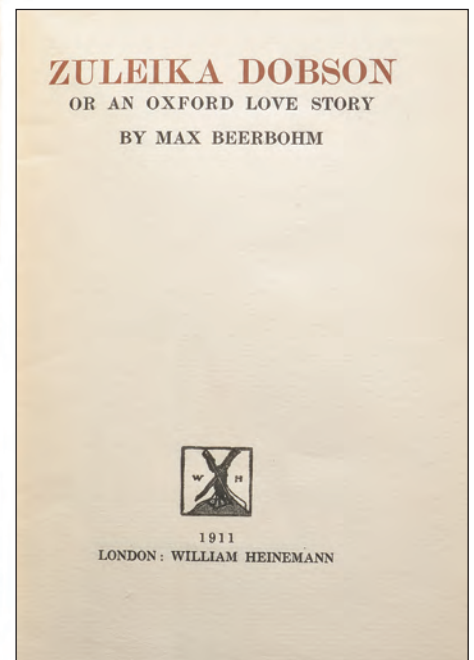 ZULEIKA DOBSON
OR AN OXFORD LOVE STORY
BY MAX BEERBOHM
W H
1911
LONDON: WILLIAM HEINEMANN